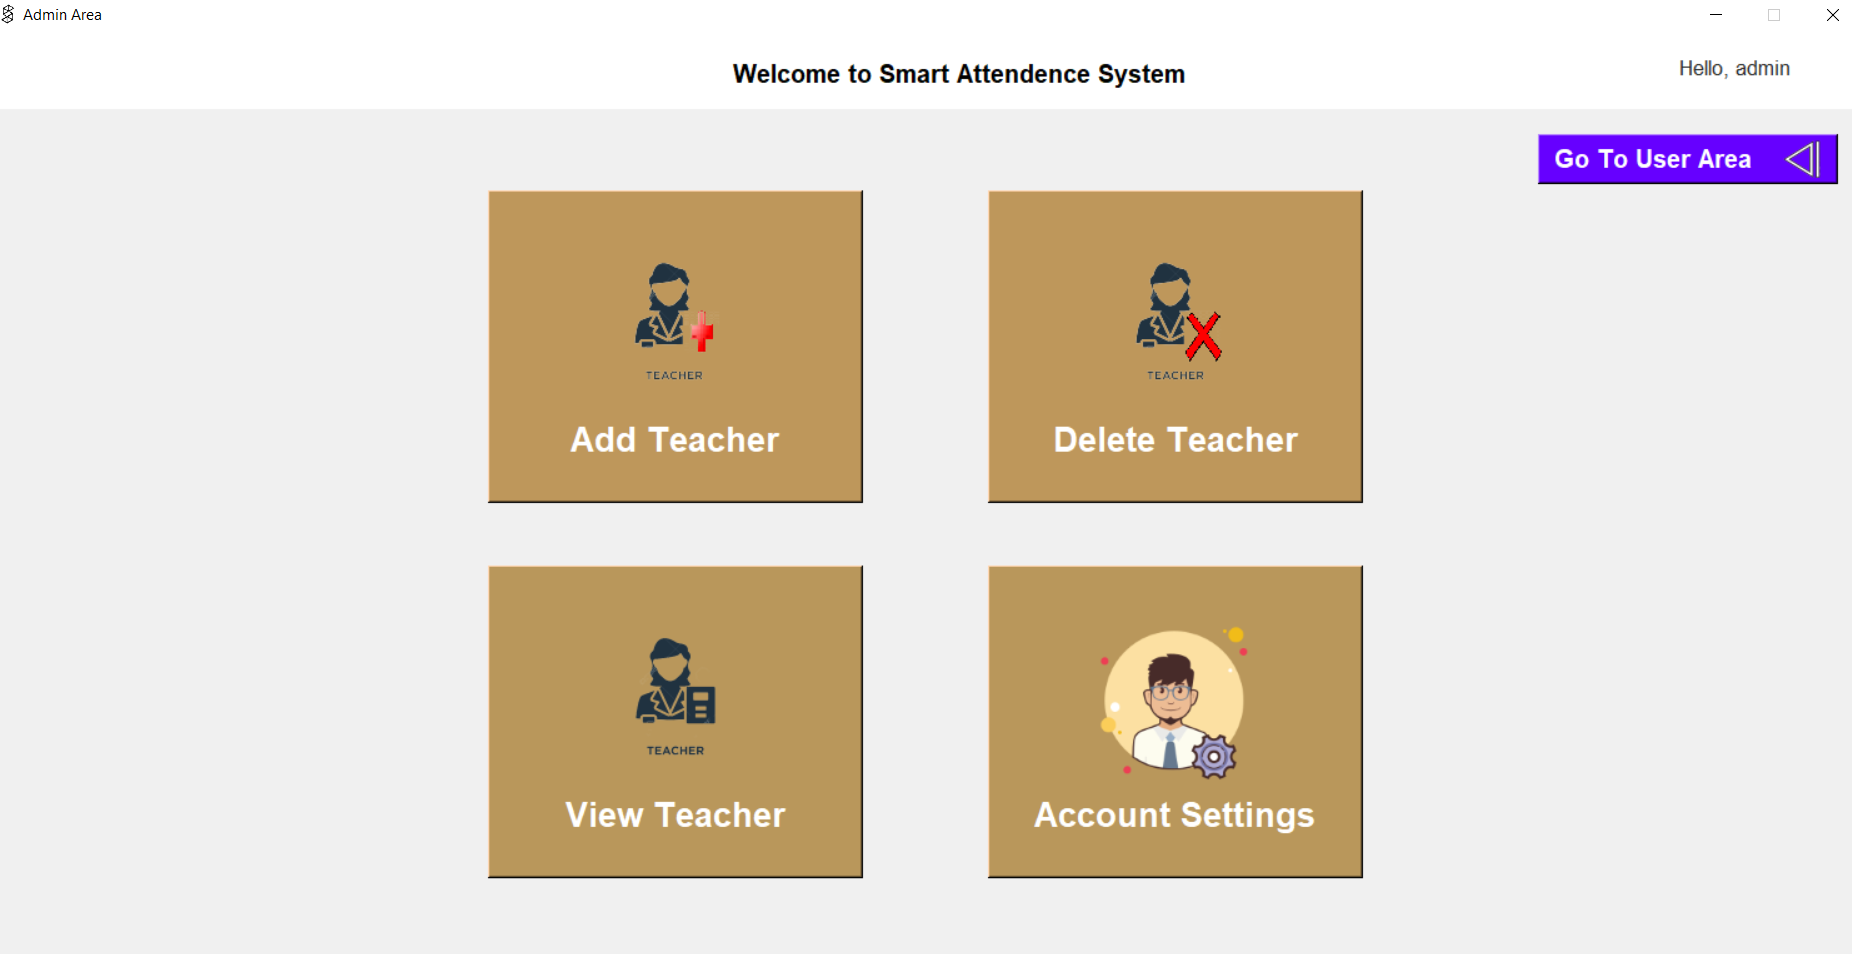 Admin Area
Welcome to Smart Attendence System
Hello, admin
Go To User Area
TEACHER
Add Teacher
TEACHER
Delete Teacher
TEACHER
View Teacher
Account Settings